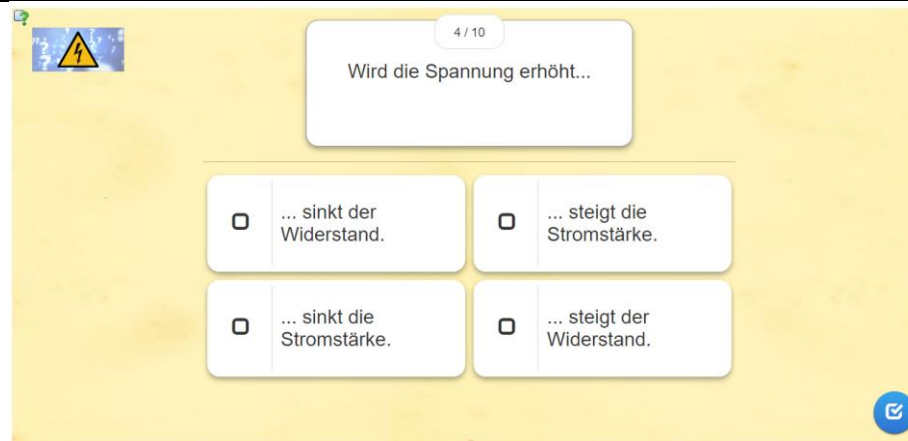 4 / 10
Wird die Spannung erhöht...
... sinkt der
Widerstand.
... steigt die
Stromstärke.
... sinkt die
Stromstärke.
... steigt der
Widerstand.